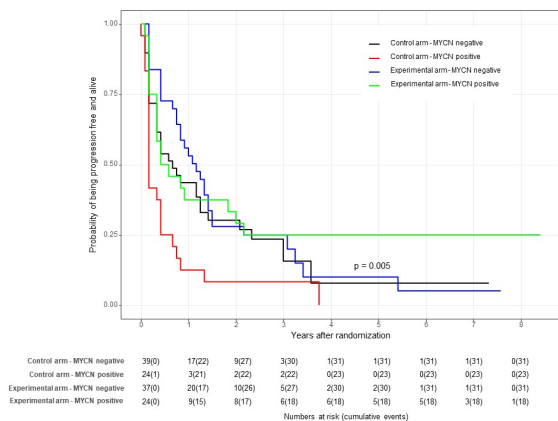 Control arm - MYCN negative
Control arm - MYCN positive
Experimental arm - MYCN negative
Experimental arm - MYCN positive
Probability of being progression free and alive
1.00
0.75
0.50
0.25
0.00
p = 0.005
0 1 2 3 4 5 6 7 8
Years after randomization
Control arm - MYCN negative 39(0) 17(22) 9(27) 3(30) 1(31) 1(31) 1(31) 1(31) 0(31)
Control arm - MYCN positive 24(1) 3(21) 2(22) 2(22) 0(23) 0(23) 0(23) 0(23) 0(23)
Experimental arm - MYCN negative 37(0) 20(17) 10(26) 5(27) 2(30) 2(30) 1(31) 1(31) 0(31)
Experimental arm - MYCN positive 24(0) 9(15) 8(17) 6(18) 6(18) 5(18) 5(18) 3(18) 1(18)
Numbers at risk (cumulative events)